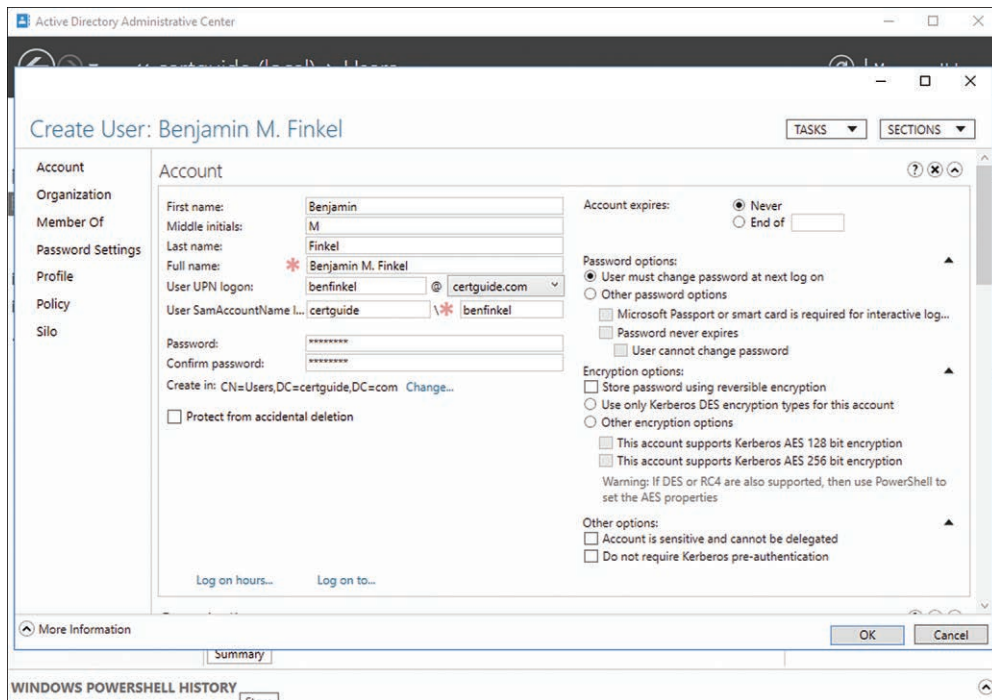 Active Directory Administrative Center
Create User: Benjamin M. Finkel
TASKS
SECTIONS
Account
Organization
Member Of
Password Settings
Profile
Policy
Silo
Account
First name: Benjamin
Middle initials: M
Last name: Finkel
Full name: * Benjamin M. Finkel
User UPN logon: benfinkel @ certguide.com
User SamAccountName l... certguide \* benfinkel
Password: ********
Confirm password: ********
Create in: CN=Users,DC=certguide,DC=com Change...
Protect from accidental deletion
Log on hours... Log on to...
Account expires: Never
End of
Password options:
User must change password at next log on
Other password options
Microsoft Passport or smart card is required for interactive log...
Password never expires
User cannot change password
Encryption options:
Store password using reversible encryption
Use only Kerberos DES encryption types for this account
Other encryption options
This account supports Kerberos AES 128 bit encryption
This account supports Kerberos AES 256 bit encryption
Warning: If DES or RC4 are also supported, then use PowerShell to
set the AES properties
Other options:
Account is sensitive and cannot be delegated
Do not require Kerberos pre-authentication
More Information
OK Cancel
Summary
WINDOWS POWERSHELL HISTORY